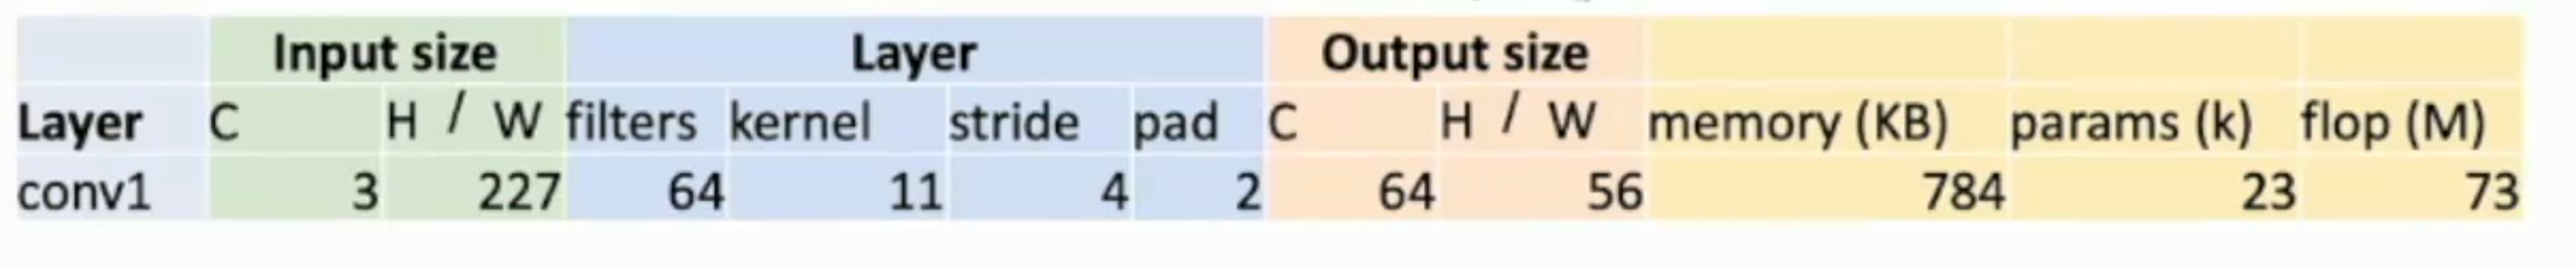 Input size Layer Output size
Layer C H / W filters kernel stride pad C H / W memory (KB) params (k) flop (M)
conv1 3 227 64 11 4 2 64 56 784 23 73